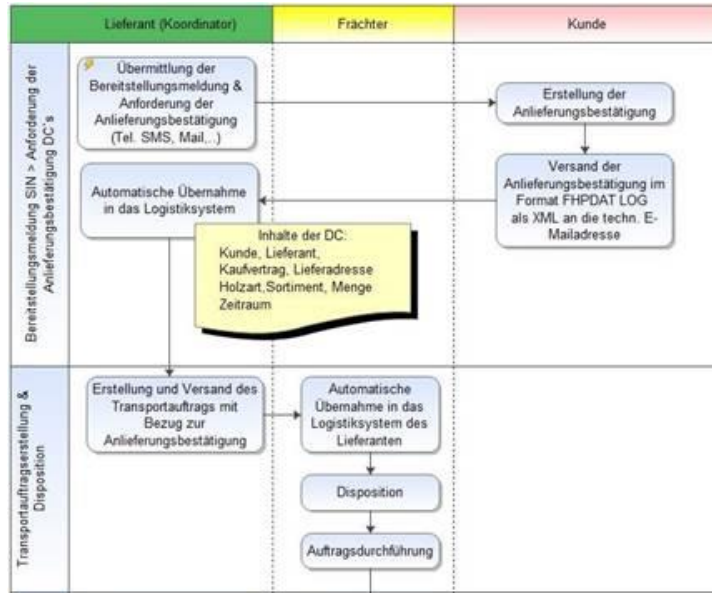 Lieferant (Koordinator)
Frächter
Kunde
Bereitstellungsmeldung SIN > Anforderung der
Anlieferungsbestätigung DC's
Übermittlung der
Bereitstellungsmeldung &
Anforderung der
Anlieferungsbestätigung
(Tel. SMS, Mail,..)
Erstellung der
Anlieferungsbestätigung
Versand der
Anlieferungsbestätigung im
Format FHPDAT LOG
als XML an die techn. E-
Mailadresse
Automatische Übernahme
in das Logistiksystem
Inhalte der DC:
Kunde, Lieferant,
Kaufvertrag, Lieferadresse
Holzart,Sortiment, Menge
Zeitraum
Transportauftragserstellung &
Disposition
Erstellung und Versand des
Transportauftrags mit
Bezug zur
Anlieferungsbestätigung
Automatische
Übernahme in das
Logistiksystem des
Lieferanten
Disposition
Auftragsdurchführung